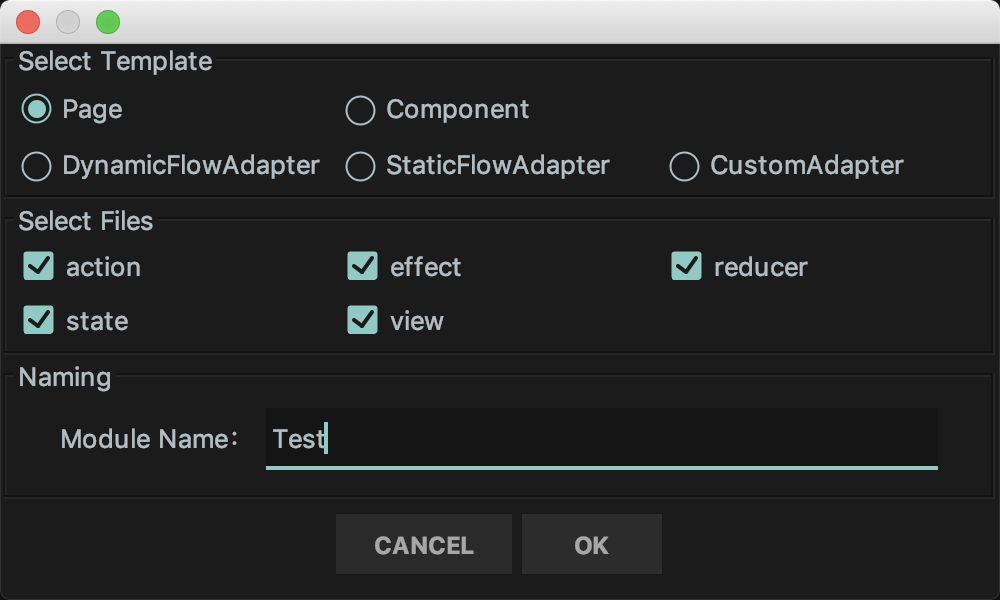 Select Template
Page Component
DynamicFlowAdapter StaticFlowAdapter CustomAdapter
Select Files
action effect reducer
state view
Naming
Module Name: Test
CANCEL OK